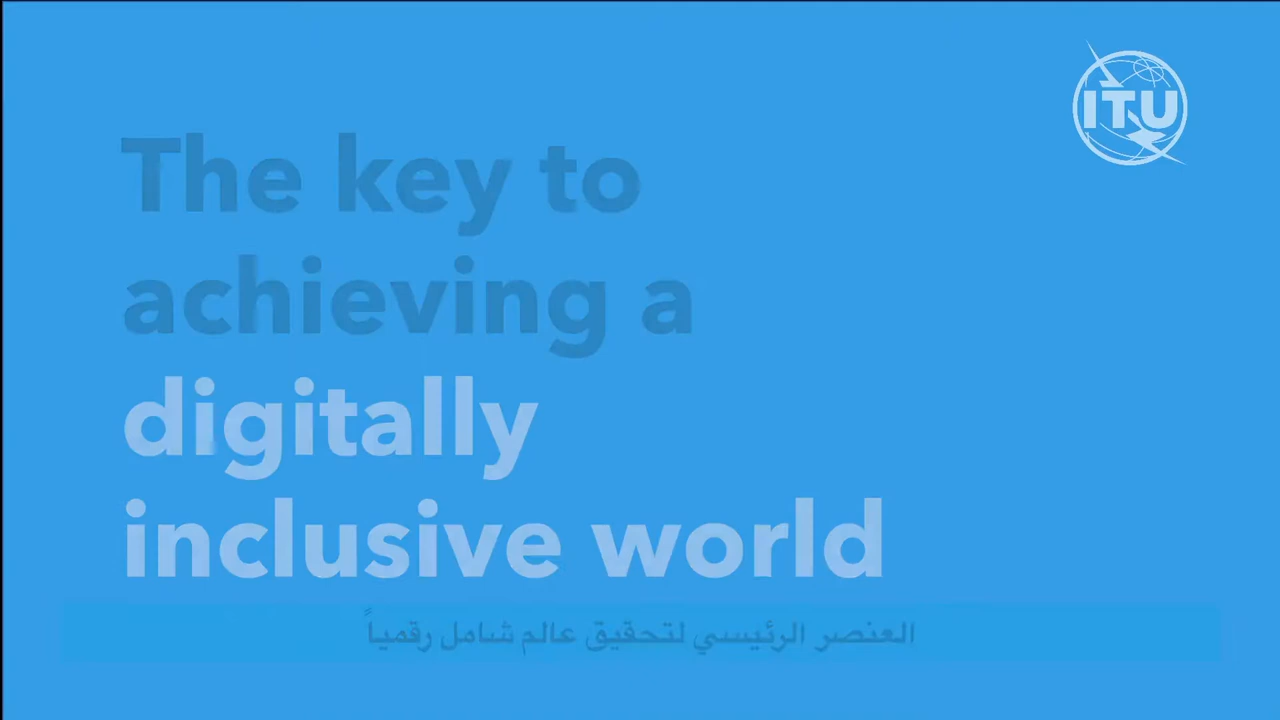 ITU
The key to
achieving a
digitally
inclusive world
العنصر الرئيسي لتحقيق عالم شامل رقمياً